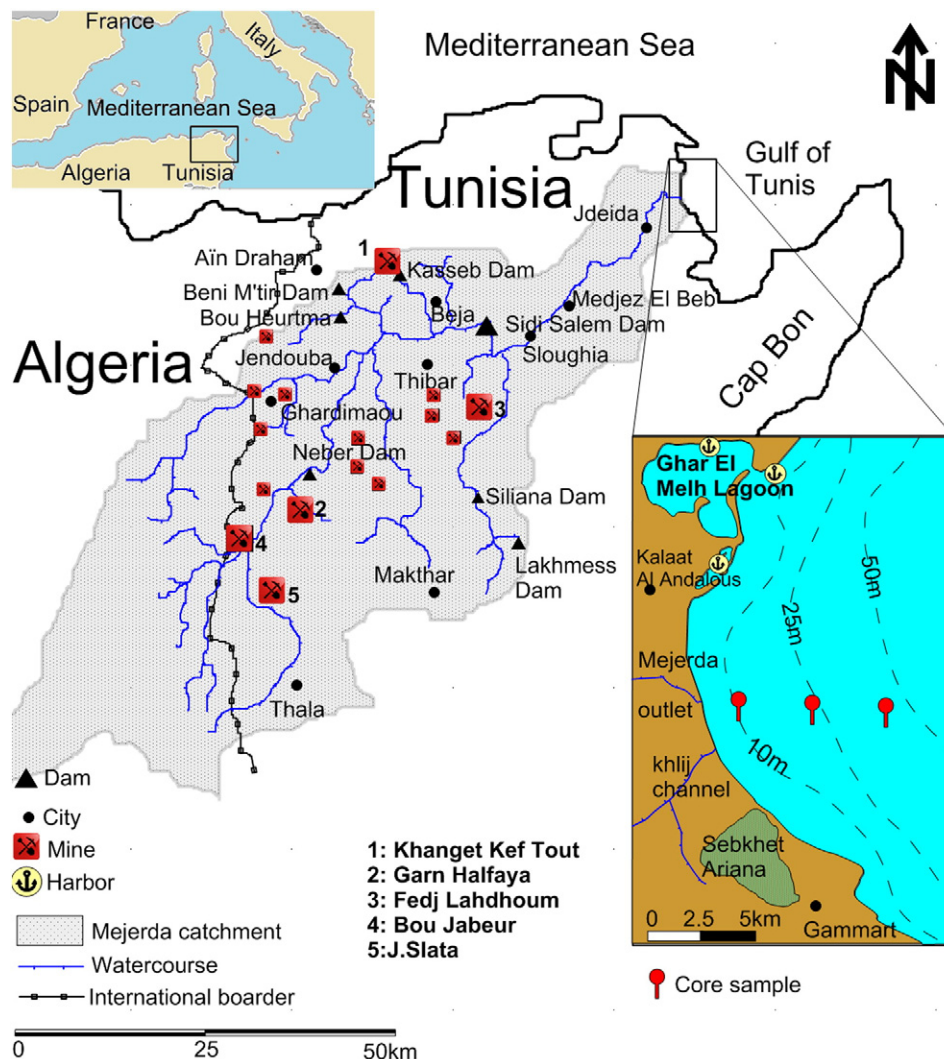 France
Italy
Spain
Mediterranean Sea
Algeria
Tunisia
Mediterranean Sea
N
Gulf of
Tunis
Tunisia
Jdeida
Aïn Draham
1
Kasseb Dam
Beni M'tir Dam
Bou Heurtma
Beja
Medjez El Beb
Sidi Salem Dam
Sloughia
Cap Bon
Algeria
Jendouba
Thibar
3
Ghardimaou
Neber Dam
2
Siliana Dam
4
Lakhmess
Dam
Makthar
5
Thala
Ghar El
Melh Lagoon
Kalaat
Al Andalous
50m
25m
Mejerda
outlet
10m
khlij
channel
Sebkhet
Ariana
0 2.5 5km
Gammart
Dam
City
Mine
Harbor
Mejerda catchment
Watercourse
International boarder
1: Khanget Kef Tout
2: Garn Halfaya
3: Fedj Lahdhoum
4: Bou Jabeur
5:J.Slata
Core sample
0 25 50km